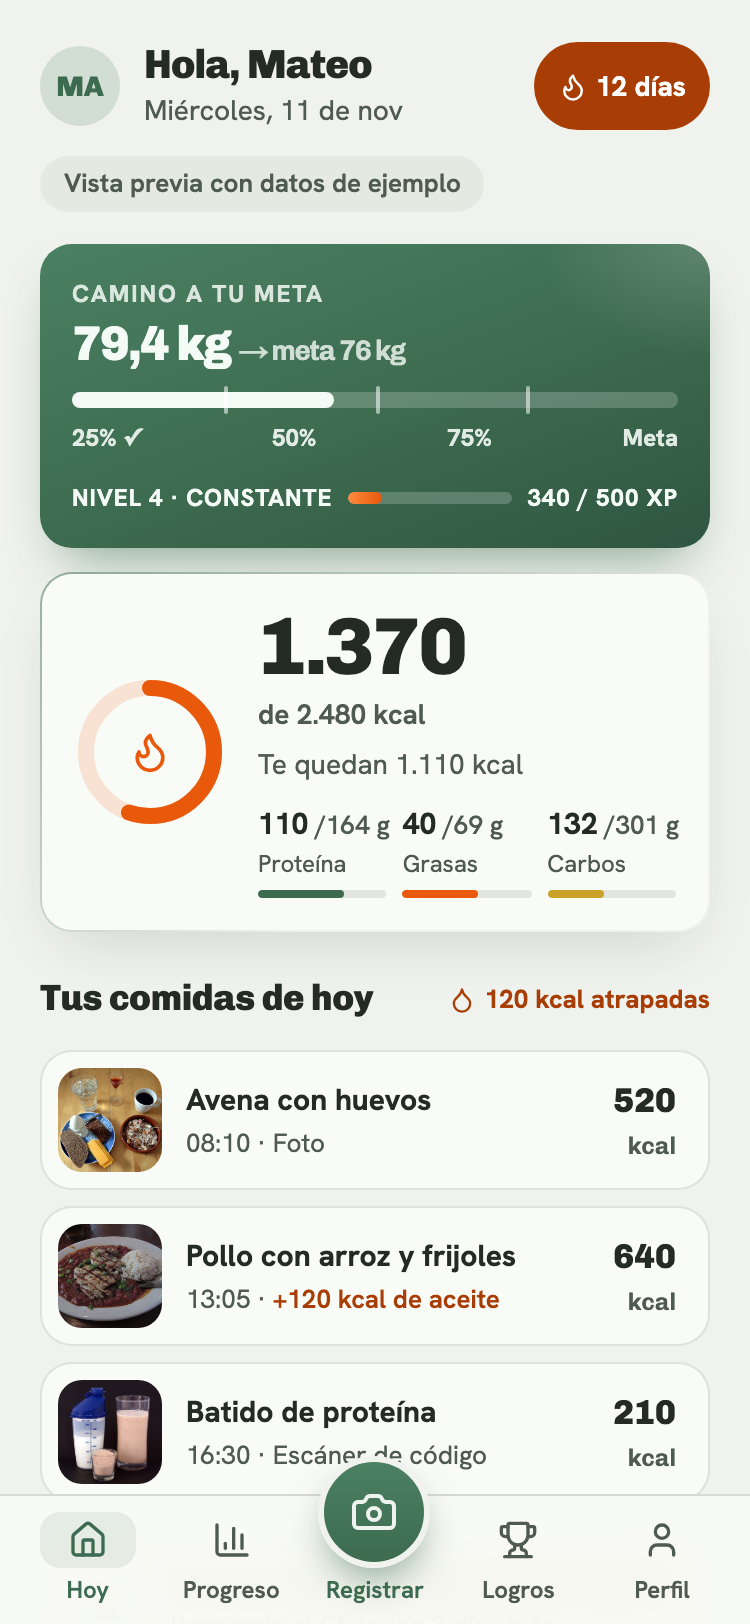 MA
Hola, Mateo
Miércoles, 11 de nov
12 días
Vista previa con datos de ejemplo
CAMINO A TU META
79,4 kg → meta 76 kg
25% ✓ 50% 75% Meta
NIVEL 4 · CONSTANTE 340 / 500 XP
1.370
de 2.480 kcal
Te quedan 1.110 kcal
110 /164 g 40 /69 g 132 /301 g
Proteína Grasas Carbos
Tus comidas de hoy 120 kcal atrapadas
Avena con huevos 520
08:10 · Foto kcal
Pollo con arroz y frijoles 640
13:05 · +120 kcal de aceite kcal
Batido de proteína 210
16:30 · Escáner de código kcal
Hoy Progreso Registrar Logros Perfil